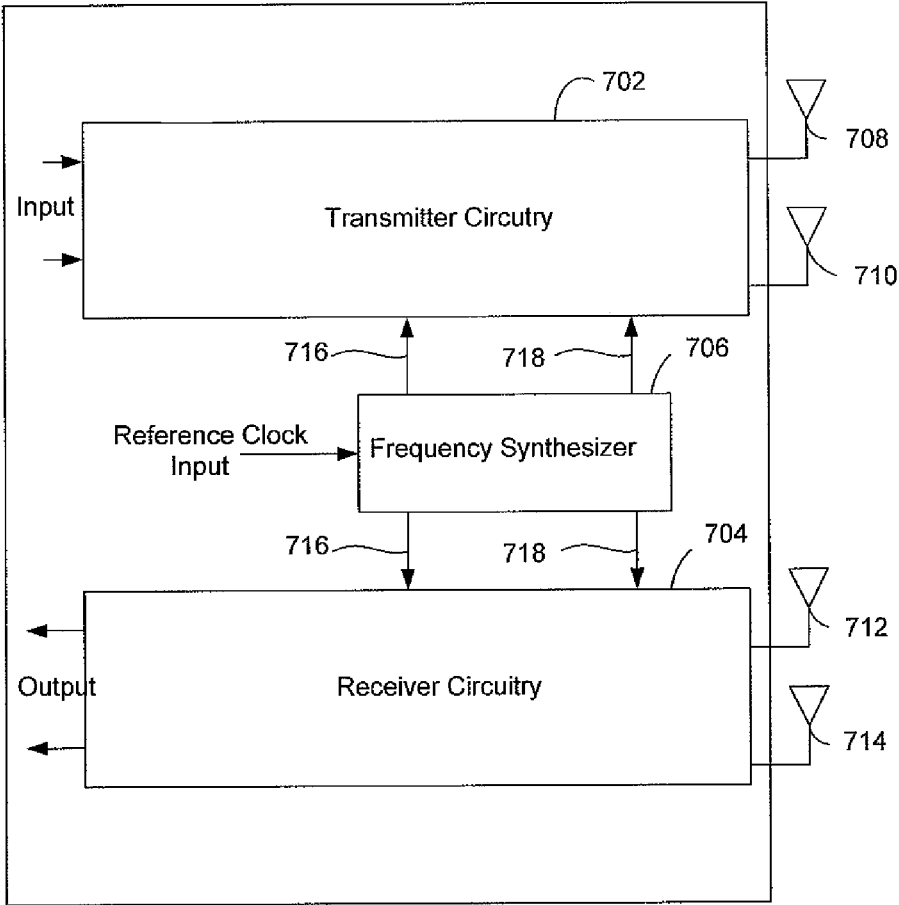 702
708
Input
Transmitter Circutry
710
716
718
706
Reference Clock
Input
Frequency Synthesizer
716
718
704
712
Output
Receiver Circuitry
714